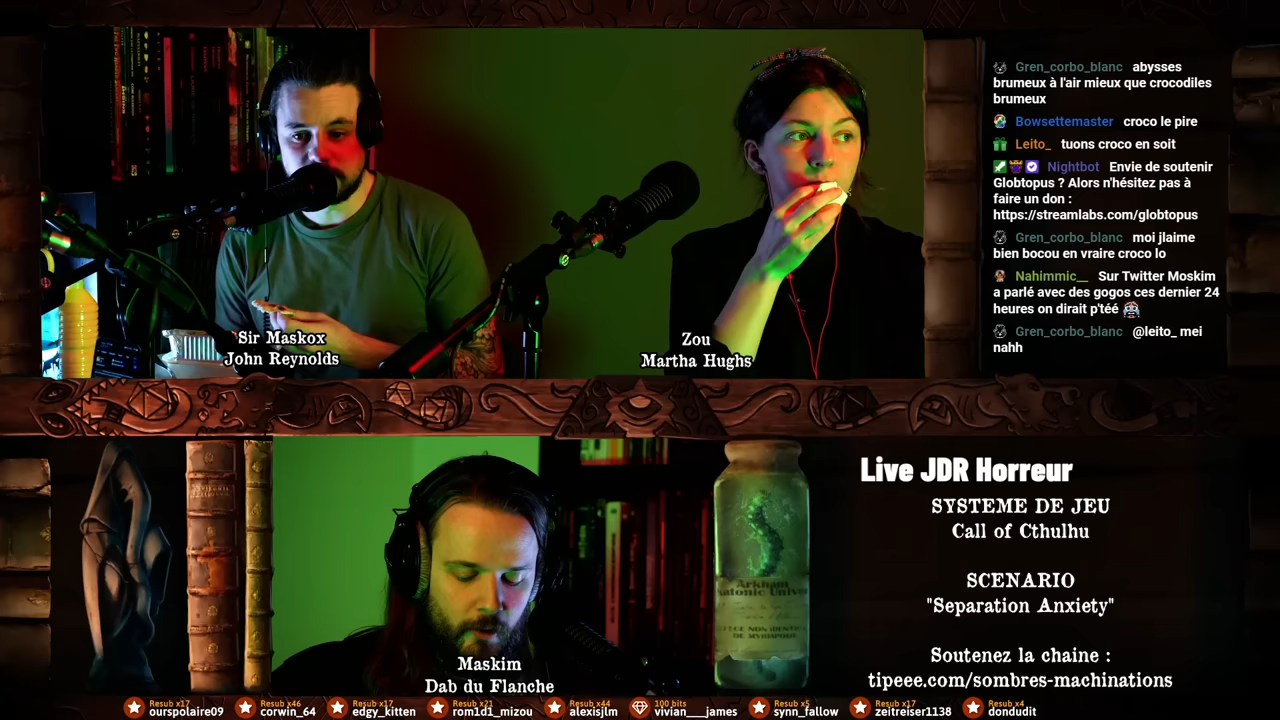 Gren_corbo_blanc abysses
brumeux à l'air mieux que crocodiles
brumeux
Bowsettemaster croco le pire
Leito_ tuons croco en soit
Nightbot Envie de soutenir
Globtopus ? Alors n'hésitez pas à
faire un don :
https://streamlabs.com/globtopus
Gren_corbo_blanc moi jlaime
bien bocou en vraire croco lo
Nahimmic__ Sur Twitter Moskim
a parlé avec des gogos ces dernier 24
heures on dirait p'téé
Gren_corbo_blanc @leito_ mei
nahh
Sir Maskox
John Reynolds
Zou
Martha Hughs
Maskim
Dab du Flanche
Arkham
Live JDR Horreur
SYSTEME DE JEU
Call of Cthulhu
SCENARIO
"Separation Anxiety"
Soutenez la chaine :
tipeee.com/sombres-machinations
Resub x17
ourspolaire09
Resub x46
corwin_64
Resub x17
edgy_kitten
Resub x21
rom1d1_mizou
Resub x44
alexisjlm
100 bits
vivian___james
Resub x5
synn_fallow
Resub x17
zeitreiser1138
Resub x4
dondudit